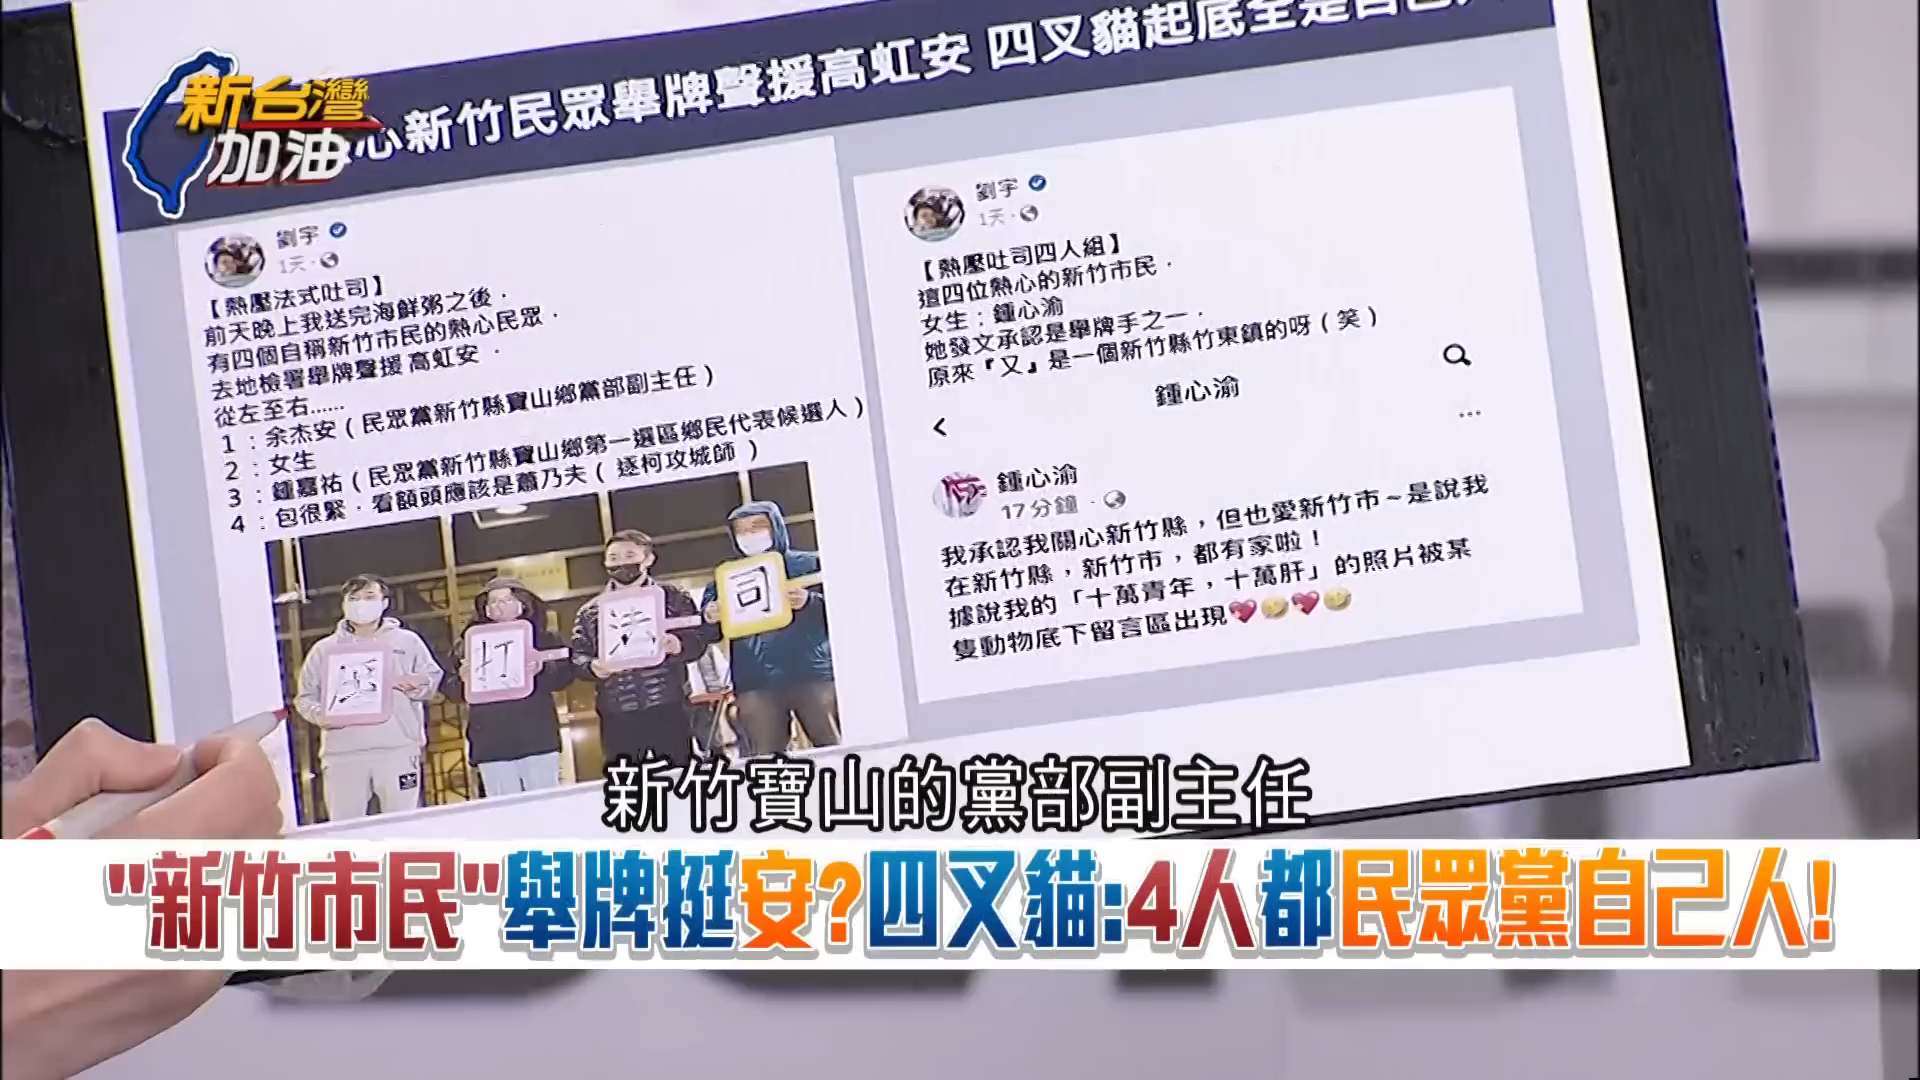 新台灣
加油
心新竹民眾舉牌聲援高虹安 四叉貓起底全是自己人
劉宇
1天
【熱壓法式吐司】
前天晚上我送完海鮮粥之後．
有四個自稱新竹市民的熱心民眾．
去地檢署舉牌聲援 高虹安 ．
從左至右......
1：余杰安（民眾黨新竹縣寶山鄉黨部副主任）
2：女生
3：鍾嘉祐（民眾黨新竹縣寶山鄉第一選區鄉民代表候選人）
4：包很緊．看額頭應該是蕭乃夫（ 逐柯攻城師 ）
打
法
司
劉宇
1天
【熱壓吐司四人組】
這四位熱心的新竹市民．
女生：鍾心渝
她發文承認是舉牌手之一．
原來『又』是一個新竹縣竹東鎮的呀（笑）
鍾心渝
鍾心渝
17分鐘
我承認我關心新竹縣，但也愛新竹市～是說我
在新竹縣，新竹市，都有家啦！
據說我的「十萬青年，十萬肝」的照片被某
隻動物底下留言區出現
新竹寶山的黨部副主任
"新竹市民"舉牌挺安?四叉貓:4人都民眾黨自己人!